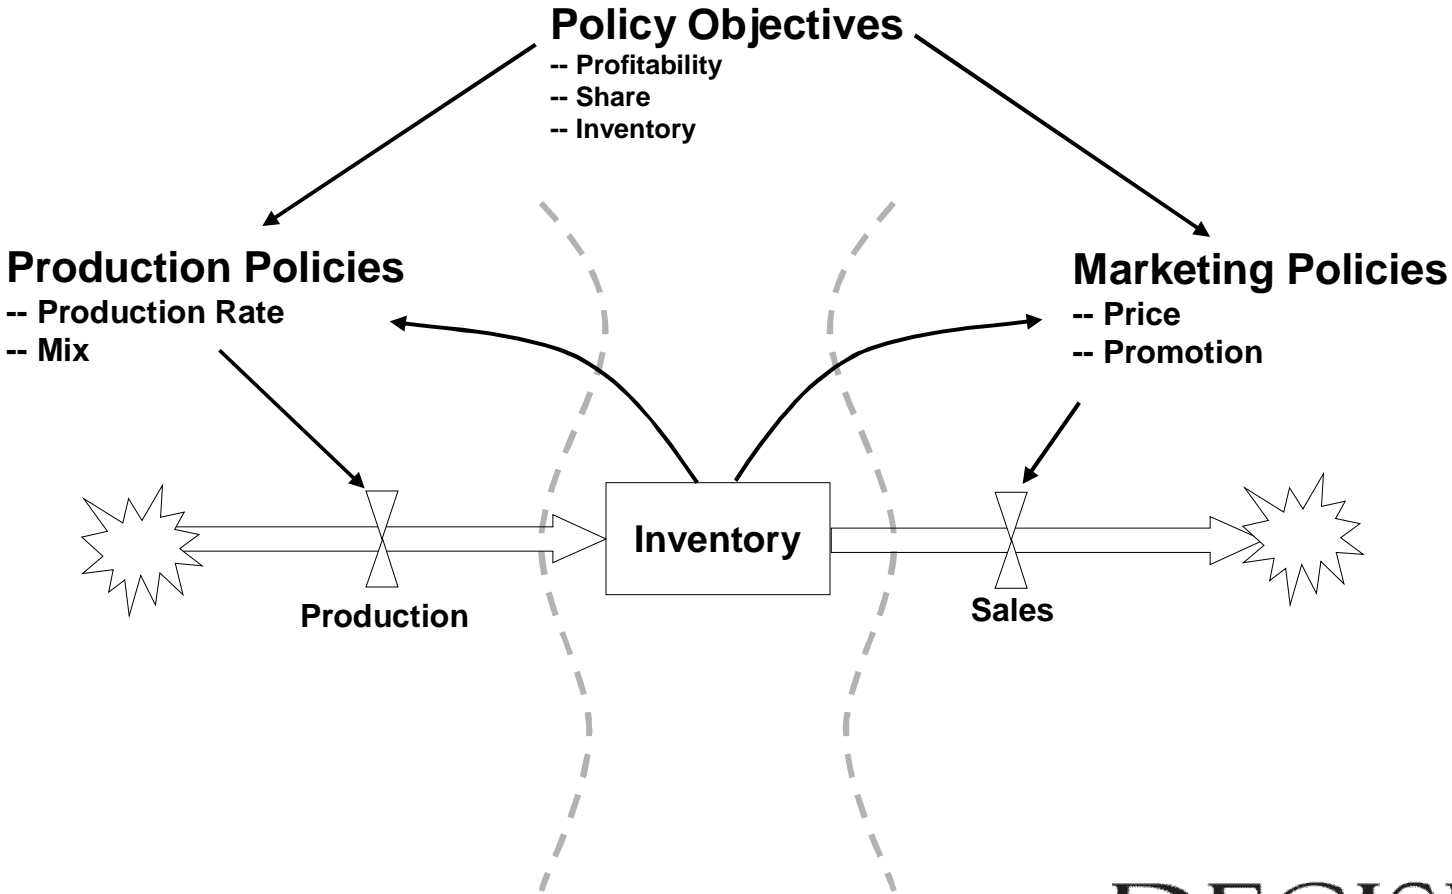 Policy Objectives
-- Profitability
-- Share
-- Inventory
Production Policies
-- Production Rate
-- Mix
Marketing Policies
-- Price
-- Promotion
Inventory
Production
Sales